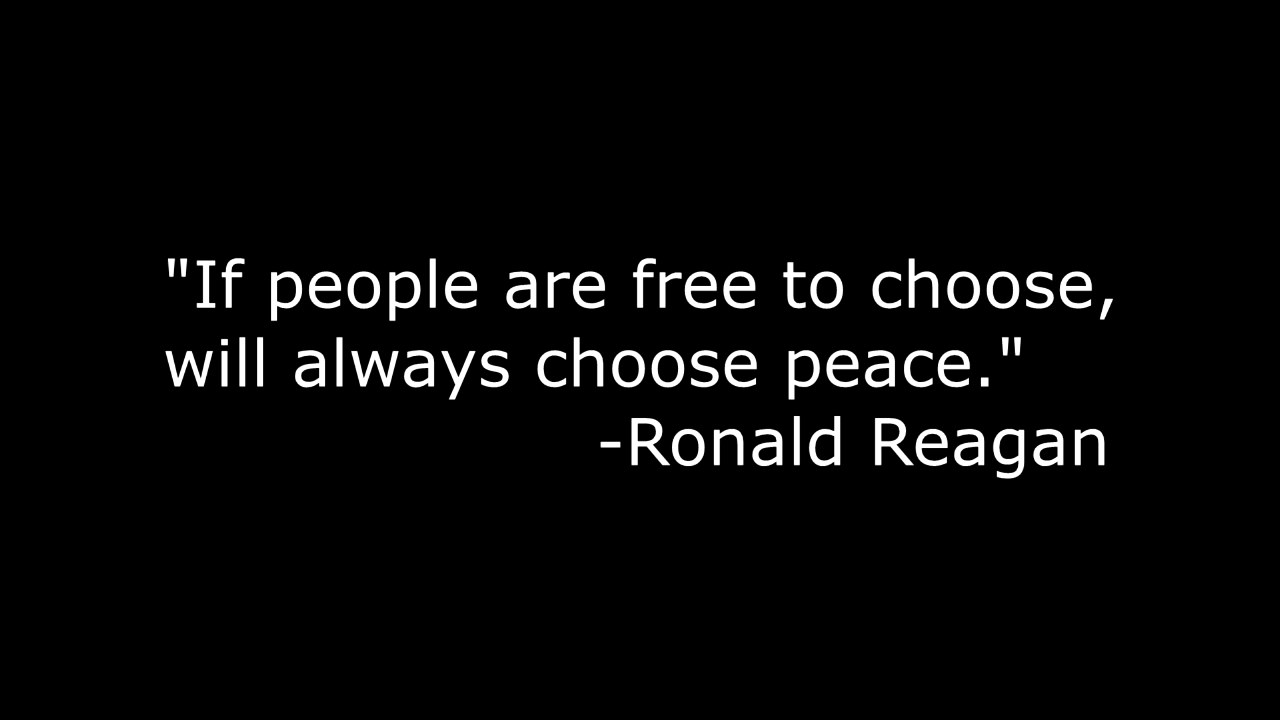 "If people are free to choose,
will always choose peace."
-Ronald Reagan